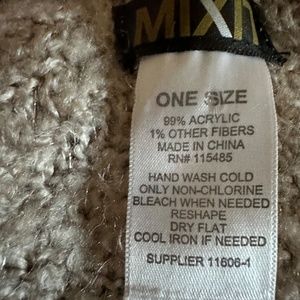 MIXIT
ONE SIZE
99% ACRYLIC
1% OTHER FIBERS
MADE IN CHINA
RN# 115485
HAND WASH COLD
ONLY NON-CHLORINE
BLEACH WHEN NEEDED
RESHAPE
DRY FLAT
COOL IRON IF NEEDED
SUPPLIER 11606-1